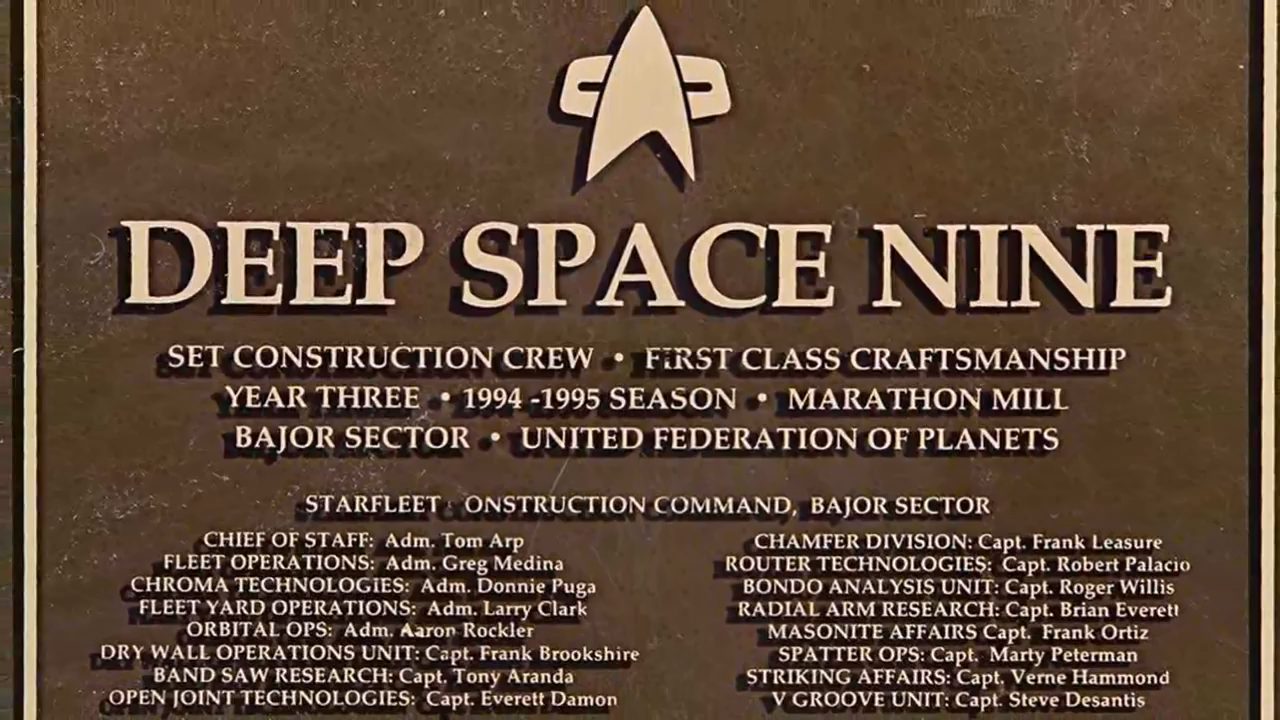 DEEP SPACE NINE
SET CONSTRUCTION CREW • FIRST CLASS CRAFTSMANSHIP
YEAR THREE • 1994 -1995 SEASON • MARATHON MILL
BAJOR SECTOR • UNITED FEDERATION OF PLANETS
STARFLEET ONSTRUCTION COMMAND, BAJOR SECTOR
CHIEF OF STAFF: Adm. Tom Arp
FLEET OPERATIONS: Adm. Greg Medina
CHROMA TECHNOLOGIES: Adm. Donnie Puga
FLEET YARD OPERATIONS: Adm. Larry Clark
ORBITAL OPS: Adm. Aaron Rockler
DRY WALL OPERATIONS UNIT: Capt. Frank Brookshire
BAND SAW RESEARCH: Capt. Tony Aranda
OPEN JOINT TECHNOLOGIES: Capt. Everett Damon
CHAMFER DIVISION: Capt. Frank Leasure
ROUTER TECHNOLOGIES: Capt. Robert Palacio
BONDO ANALYSIS UNIT: Capt. Roger Willis
RADIAL ARM RESEARCH: Capt. Brian Everett
MASONITE AFFAIRS Capt. Frank Ortiz
SPATTER OPS: Capt. Marty Peterman
STRIKING AFFAIRS: Capt. Verne Hammond
V GROOVE UNIT: Capt. Steve Desantis